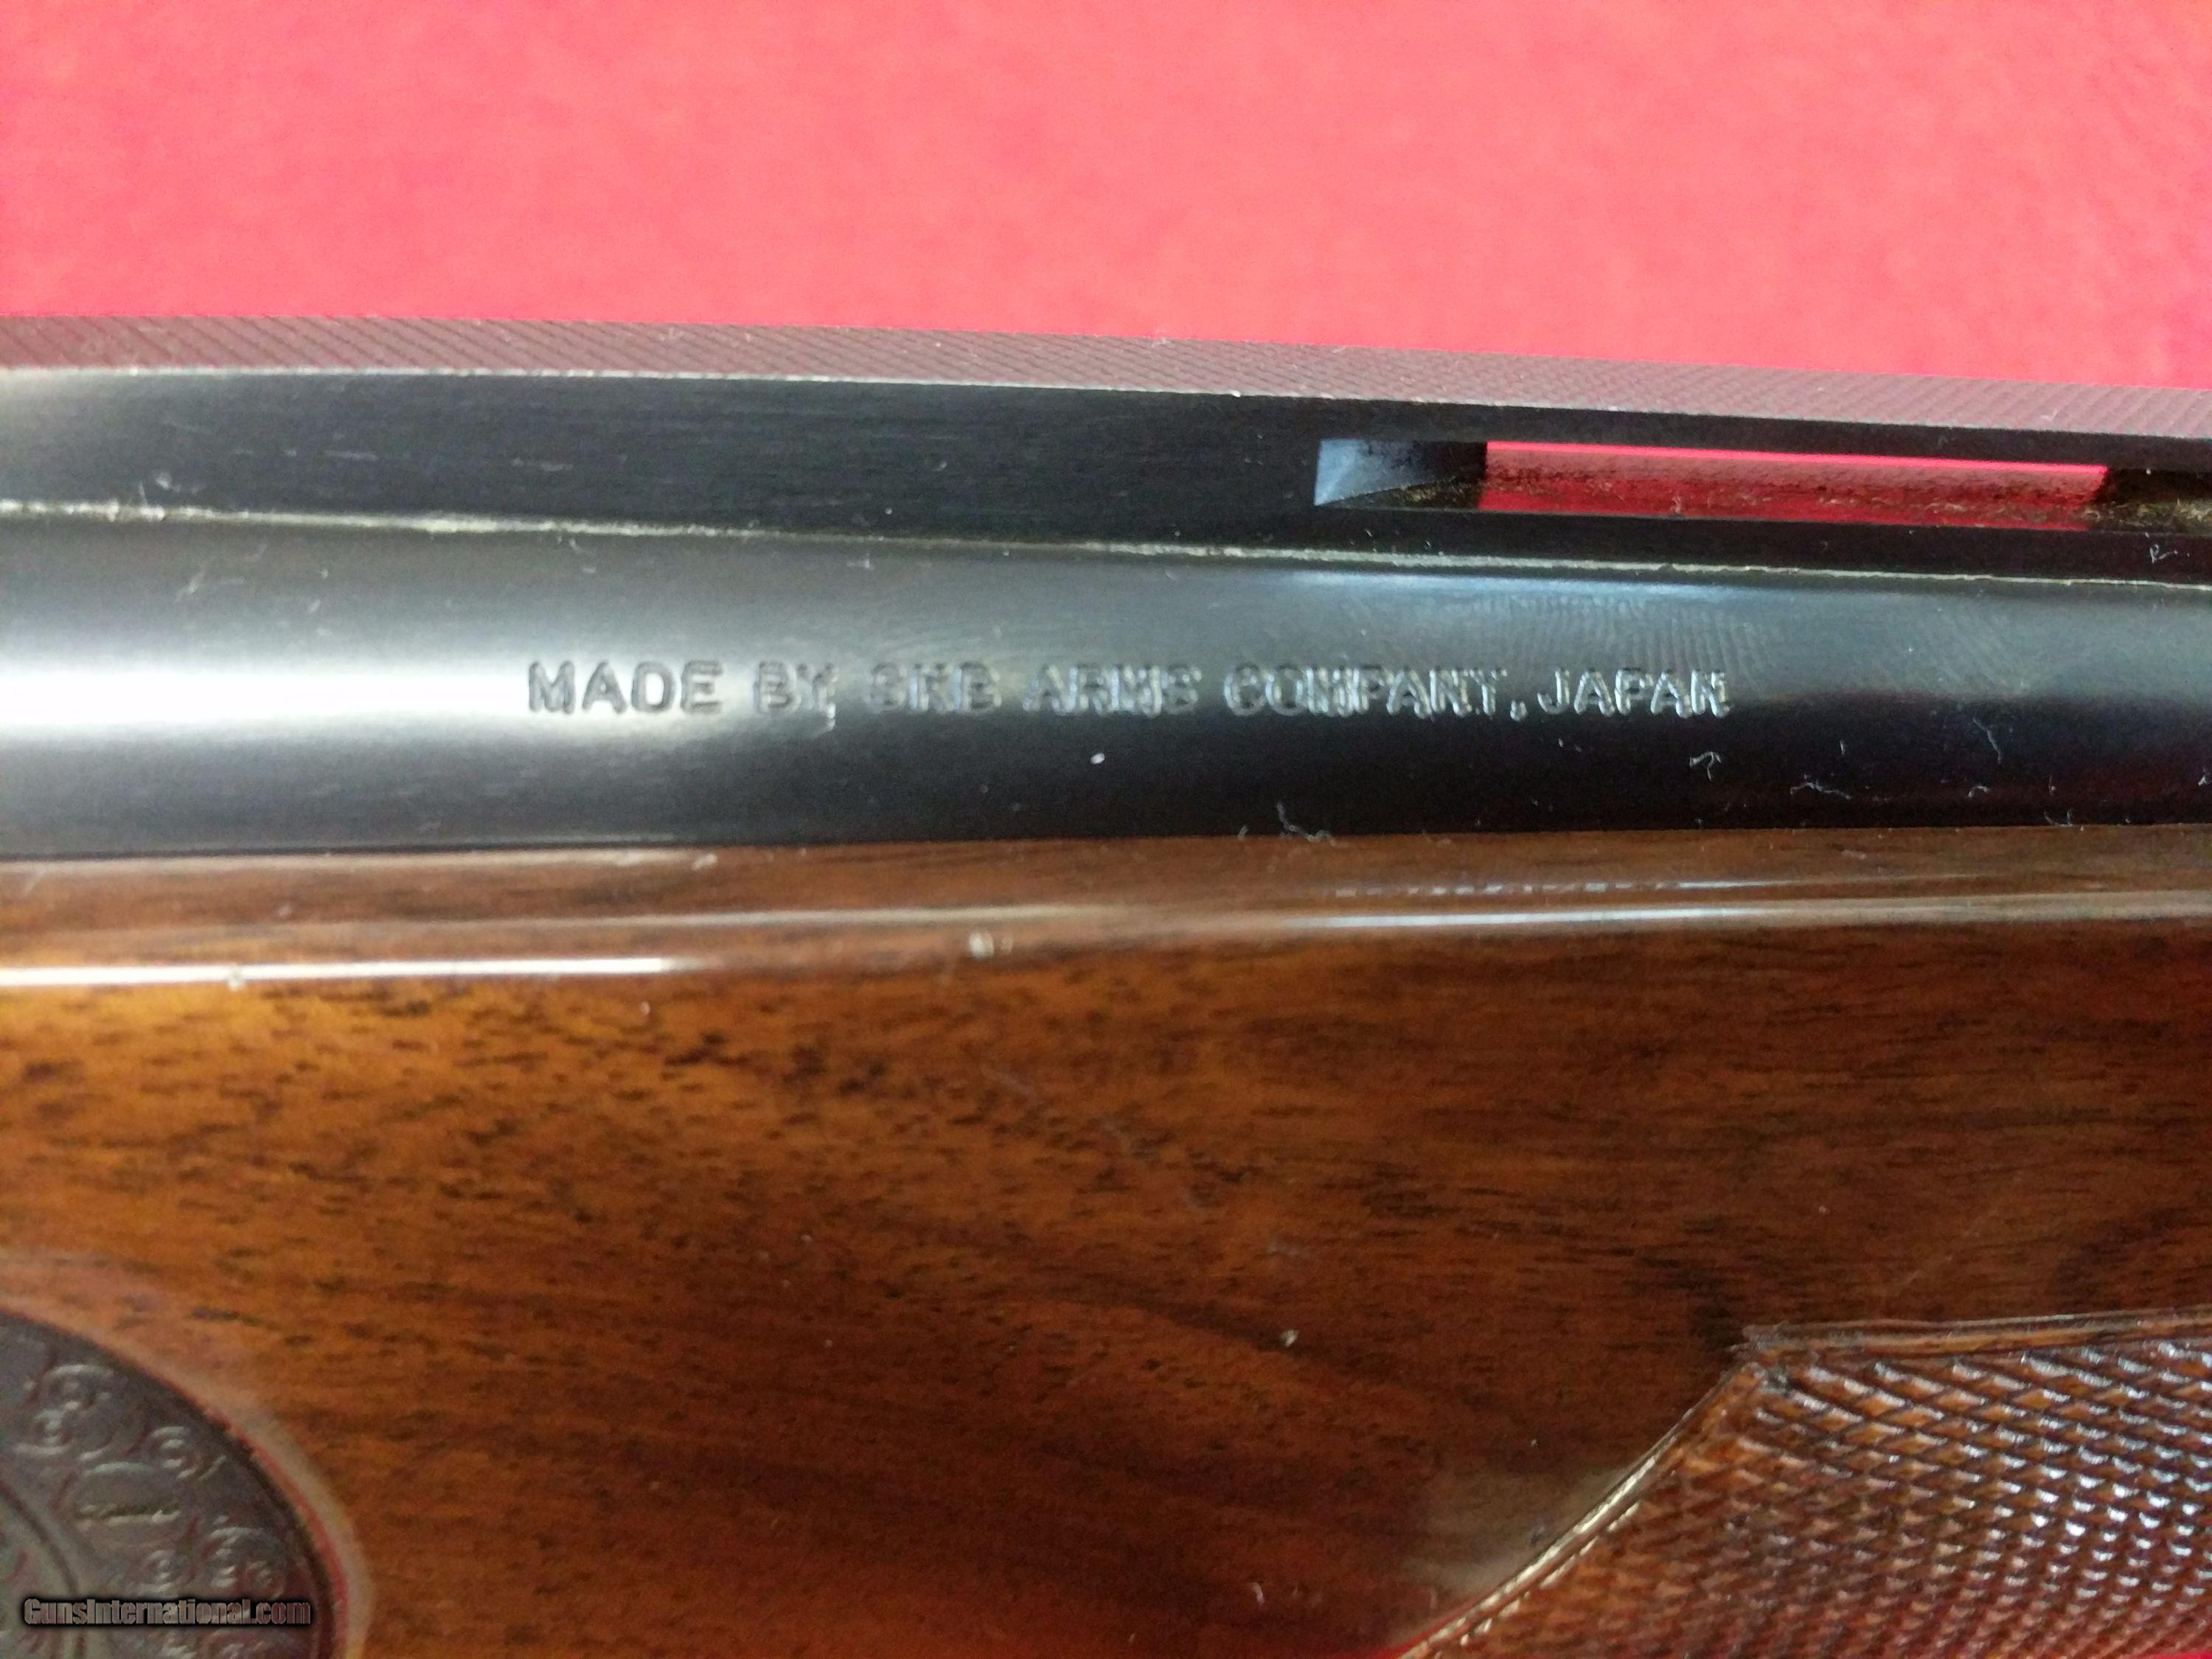 MADE BY SKB ARMS COMPANY, JAPAN
GunsInternational.com